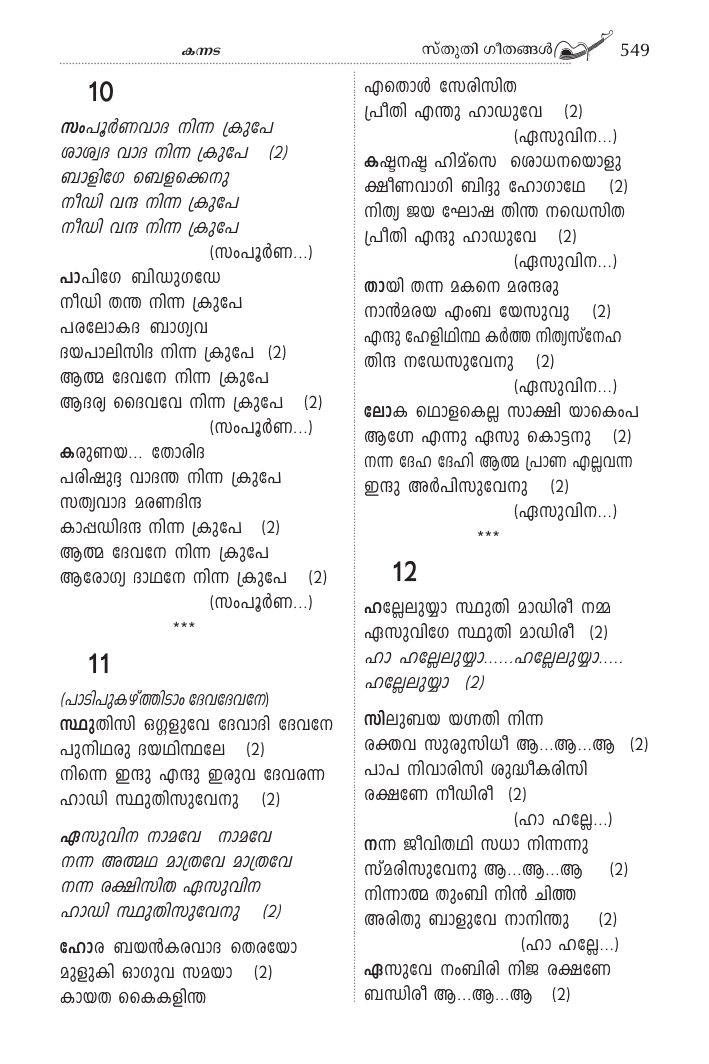 കന്നട
സ്തുതി ഗീതങ്ങൾ 549
10
സംപൂർണവാദ നിന്ന ക്രുപേ
ശാശ്വദ വാദ നിന്ന ക്രുപേ (2)
ബാളിഗേ ബെളക്കെനു
നീഡി വന്ദ നിന്ന ക്രുപേ
നീഡി വന്ദ നിന്ന ക്രുപേ
(സംപൂർണ...)
പാപിഗേ ബിഡുഗഡേ
നീഡി തന്ത നിന്ന ക്രുപേ
പരലോകദ ബാഗ്യവ
ദയപാലിസിദ നിന്ന ക്രുപേ (2)
ആത്മ ദേവനേ നിന്ന ക്രുപേ
ആദര്യ ദൈവവേ നിന്ന ക്രുപേ (2)
(സംപൂർണ...)
കരുണയ... തോരിദ
പരിഷുദ്ദ വാദന്ത നിന്ന ക്രുപേ
സത്യവാദ മരണദിന്ദ
കാപ്പഡിദന്ദ നിന്ന ക്രുപേ (2)
ആത്മ ദേവനേ നിന്ന ക്രുപേ
ആരോഗ്യ ദാഥനേ നിന്ന ക്രുപേ (2)
(സംപൂർണ...)
***
11
(പാടിപുകഴ്ത്തിടാം ദേവദേവനേ)
സ്ഥുതിസി ഒഗ്ഗളുവേ ദേവാദി ദേവനേ
പുനിഥരു ദയഥിന്ഥലേ (2)
നിന്നെ ഇന്ദു എന്ദു ഇരുവ ദേവരന്ന
ഹാഡി സ്ഥുതിസുവേനു (2)
ഏസുവിന നാമവേ നാമവേ
നന്ന അത്മഥ മാത്രവേ മാത്രവേ
നന്ന രക്ഷിസിത ഏസുവിന
ഹാഡി സ്ഥുതിസുവേനു (2)
ഹോര ബയൻകരവാദ തെരയോ
മുളുകി ഓഗുവ സമയാ (2)
കായത കൈകളിന്ത
എതൊൾ സേരിസിത
പ്രീതി എന്തു ഹാഡുവേ (2)
(ഏസുവിന...)
കഷ്ടനഷ്ട ഹിമ്സെ ശൊധനയൊളു
ക്ഷീണവാഗി ബിദ്ദു ഹോഗാഥേ (2)
നിത്യ ജയ ഘോഷ തിന്ത നഡെസിത
പ്രീതി എന്ദു ഹാഡുവേ (2)
(ഏസുവിന...)
തായി തന്ന മകനെ മരന്ദരു
നാൻമരയ എംബ യേസുവു (2)
എന്ദു ഹേളിഥിന്ഥ കർത്ത നിത്യസ്നേഹ
തിന്ദ നഡേസുവേനു (2)
(ഏസുവിന...)
ലോക ഥൊളകെല്ല സാക്ഷി യാകെംപ
ആഗ്നേ എന്നു ഏസു കൊട്ടനു (2)
നന്ന ദേഹ ദേഹി ആത്മ പ്രാണ എല്ലവന്ന
ഇന്ദു അർപിസുവേനു (2)
(ഏസുവിന...)
***
12
ഹല്ലേലുയ്യാ സ്ഥുതി മാഡിരീ നമ്മ
ഏസുവിഗേ സ്ഥുതി മാഡിരീ (2)
ഹാ ഹല്ലേലുയ്യാ......ഹല്ലേലുയ്യാ.....
ഹല്ലേലുയ്യാ (2)
സിലുബയ യഗ്നതി നിന്ന
രക്തവ സുരുസിധീ ആ...ആ...ആ (2)
പാപ നിവാരിസി ശുദ്ധീകരിസി
രക്ഷണേ നീഡിരീ (2)
(ഹാ ഹല്ലേ...)
നന്ന ജീവിതഥി സധാ നിന്നന്നു
സ്മരിസുവേനു ആ...ആ...ആ (2)
നിന്നാത്മ തുംബി നിൻ ചിത്ത
അരിതു ബാളുവേ നാനിന്തു (2)
(ഹാ ഹല്ലേ...)
ഏസുവേ നംബിരി നിജ രക്ഷണേ
ബന്ധിരീ ആ...ആ...ആ (2)